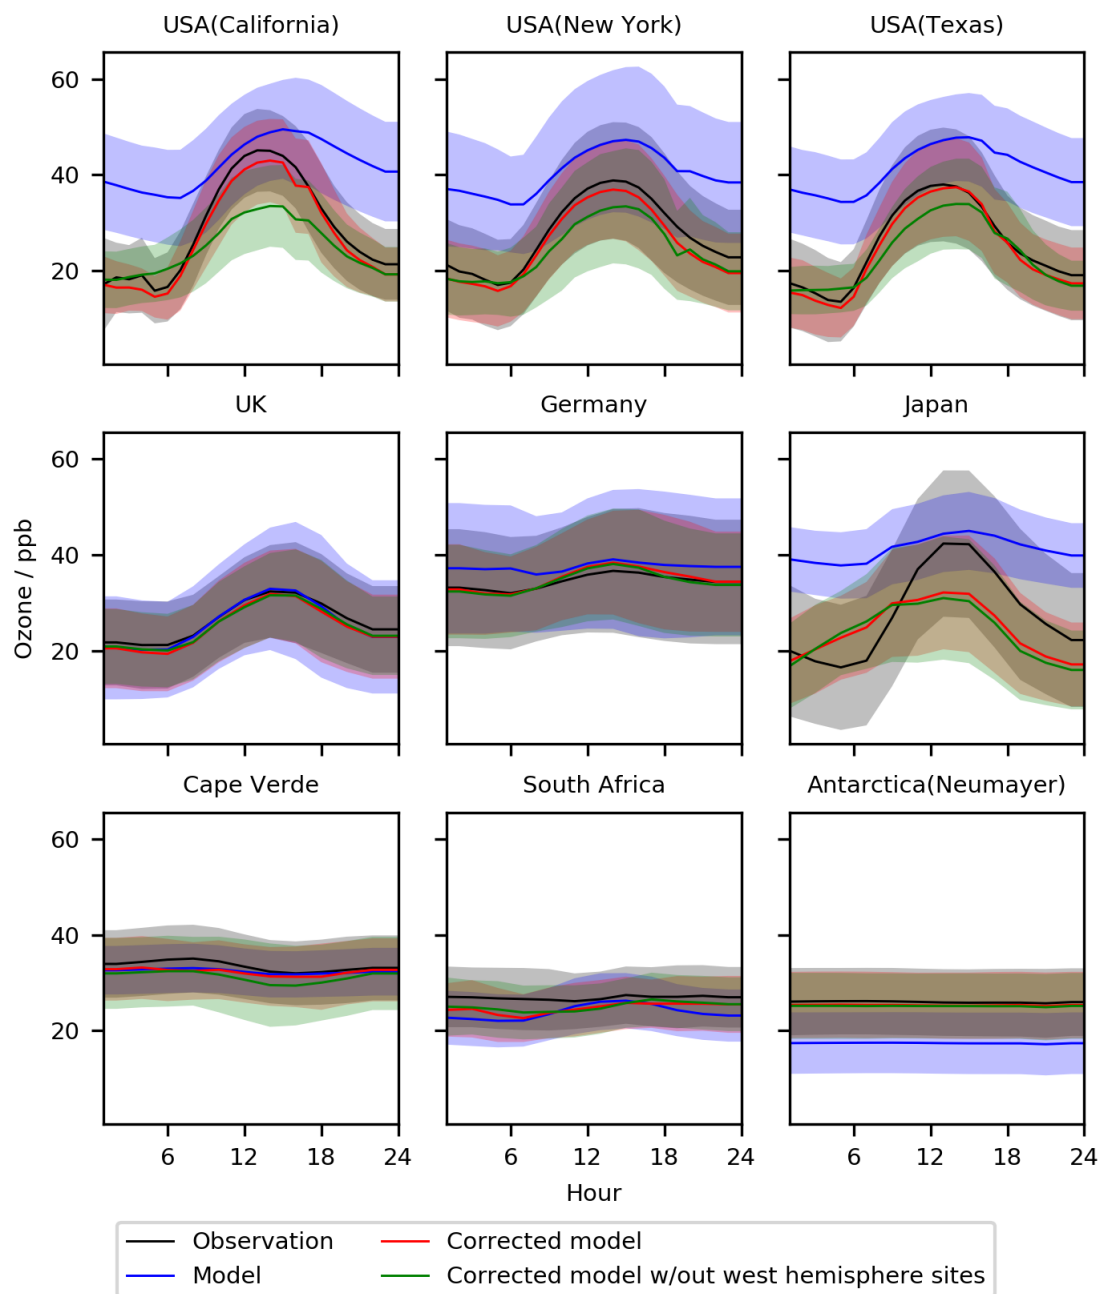 USA(California) USA(New York) USA(Texas)
60
40
20
UK Germany Japan
60
40
20
Ozone / ppb
Cape Verde South Africa Antarctica(Neumayer)
60
40
20
6 12 18 24 6 12 18 24 6 12 18 24
Hour
Observation Corrected model
Model Corrected model w/out west hemisphere sites